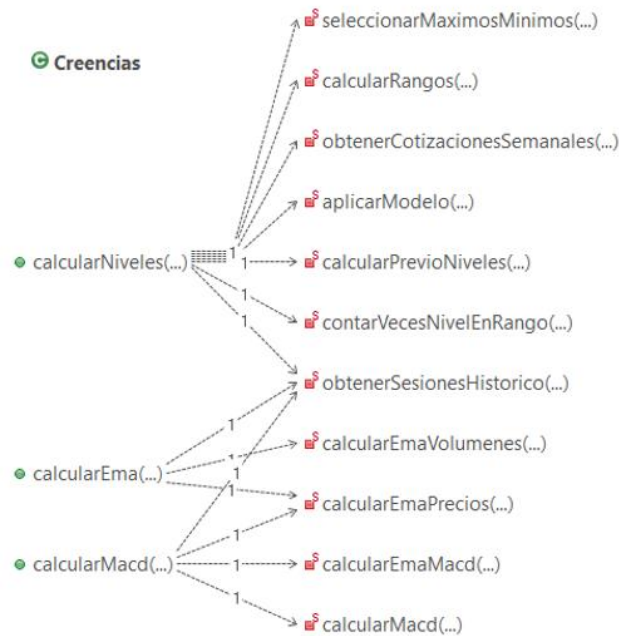 seleccionarMaximosMinimos(...)
Creencias
calcularRangos(...)
obtenerCotizacionesSemanales(...)
aplicarModelo(...)
calcularNiveles(...)
1
1
calcularPrevioNiveles(...)
1
contarVecesNivelEnRango(...)
1
obtenerSesionesHistorico(...)
1
calcularEmaVolumenes(...)
1
calcularEma(...)
1
1
calcularEmaPrecios(...)
1
calcularMacd(...)
1
calcularEmaMacd(...)
1
calcularMacd(...)